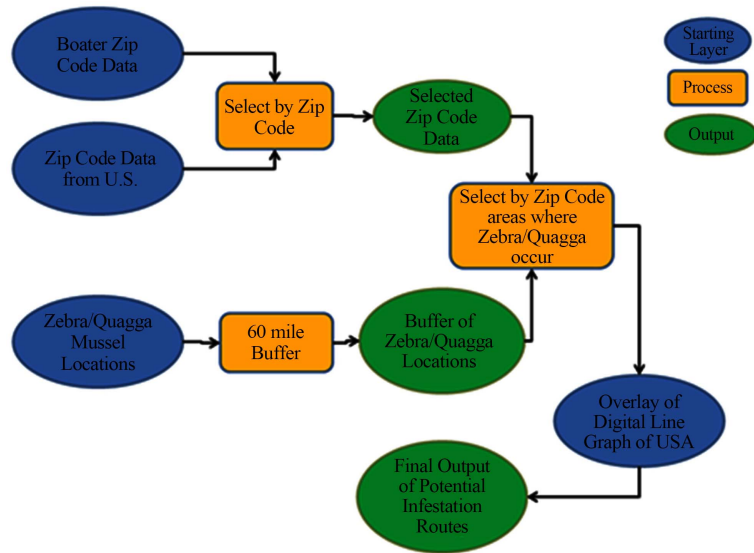 Boater Zip
Code Data
Zip Code Data
from U.S.
Select by Zip
Code
Selected
Zip Code
Data
Starting
Layer
Process
Output
Select by Zip Code
areas where
Zebra/Quagga
occur
Zebra/Quagga
Mussel
Locations
60 mile
Buffer
Buffer of
Zebra/Quagga
Locations
Overlay of
Digital Line
Graph of USA
Final Output
of Potential
Infestation
Routes